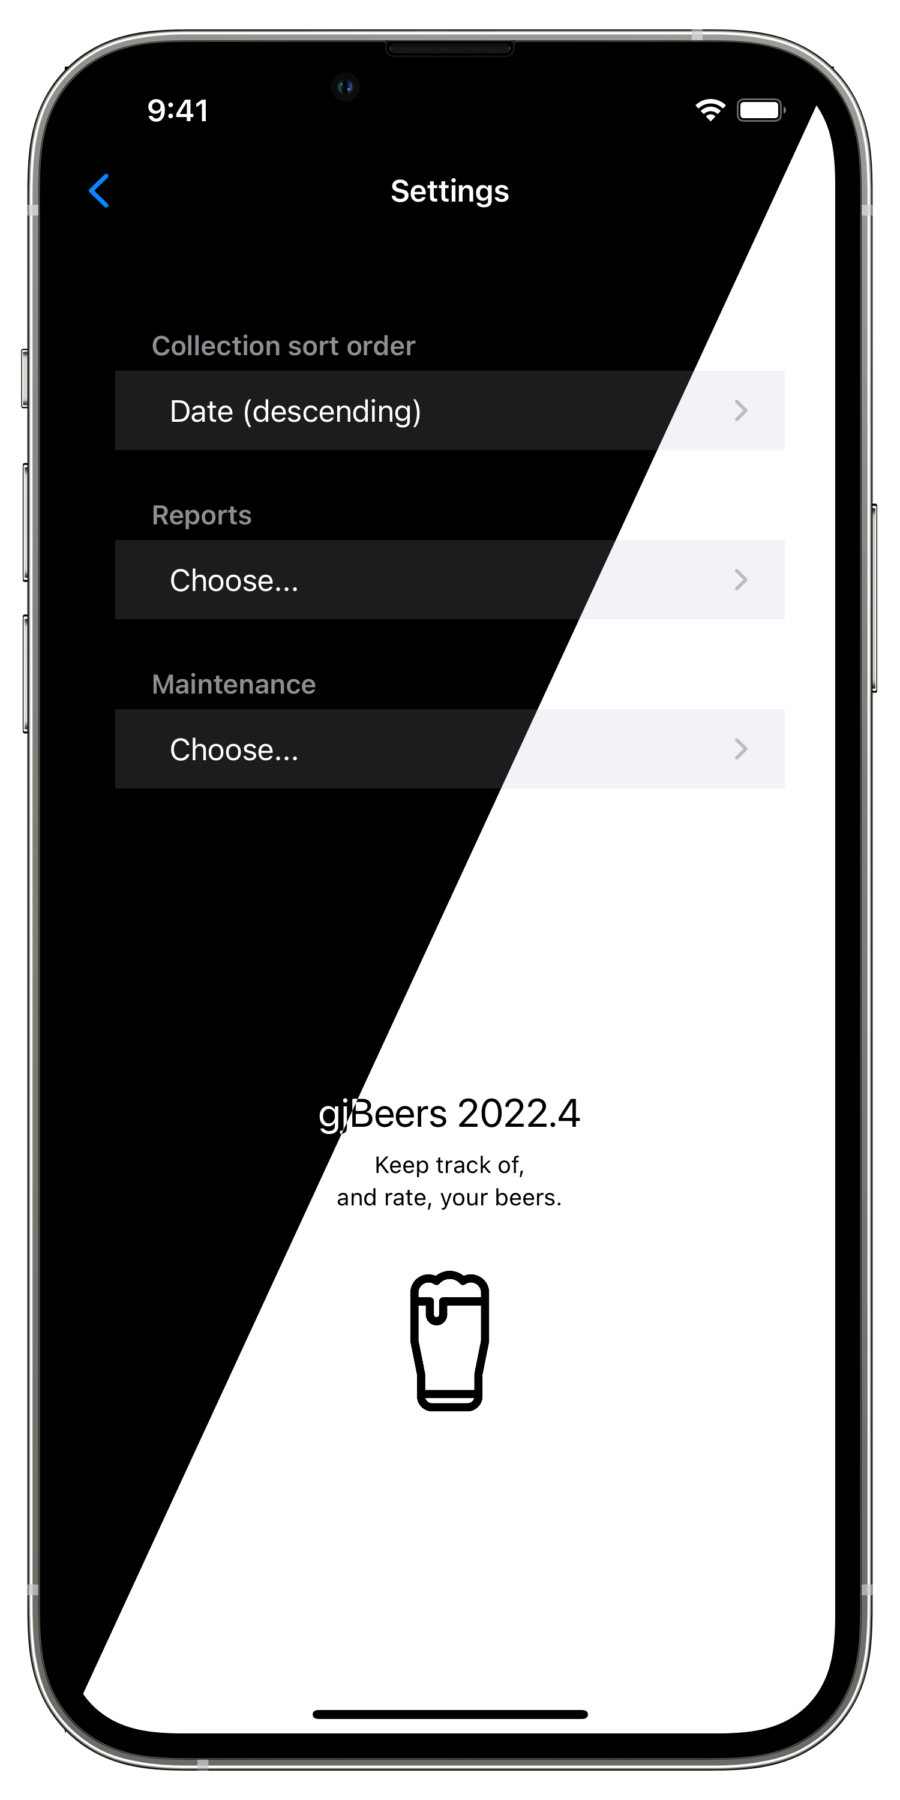 9:41
Settings
Collection sort order
Date (descending)
Reports
Choose...
Maintenance
Choose...
gjBeers 2022.4
Keep track of,
and rate, your beers.